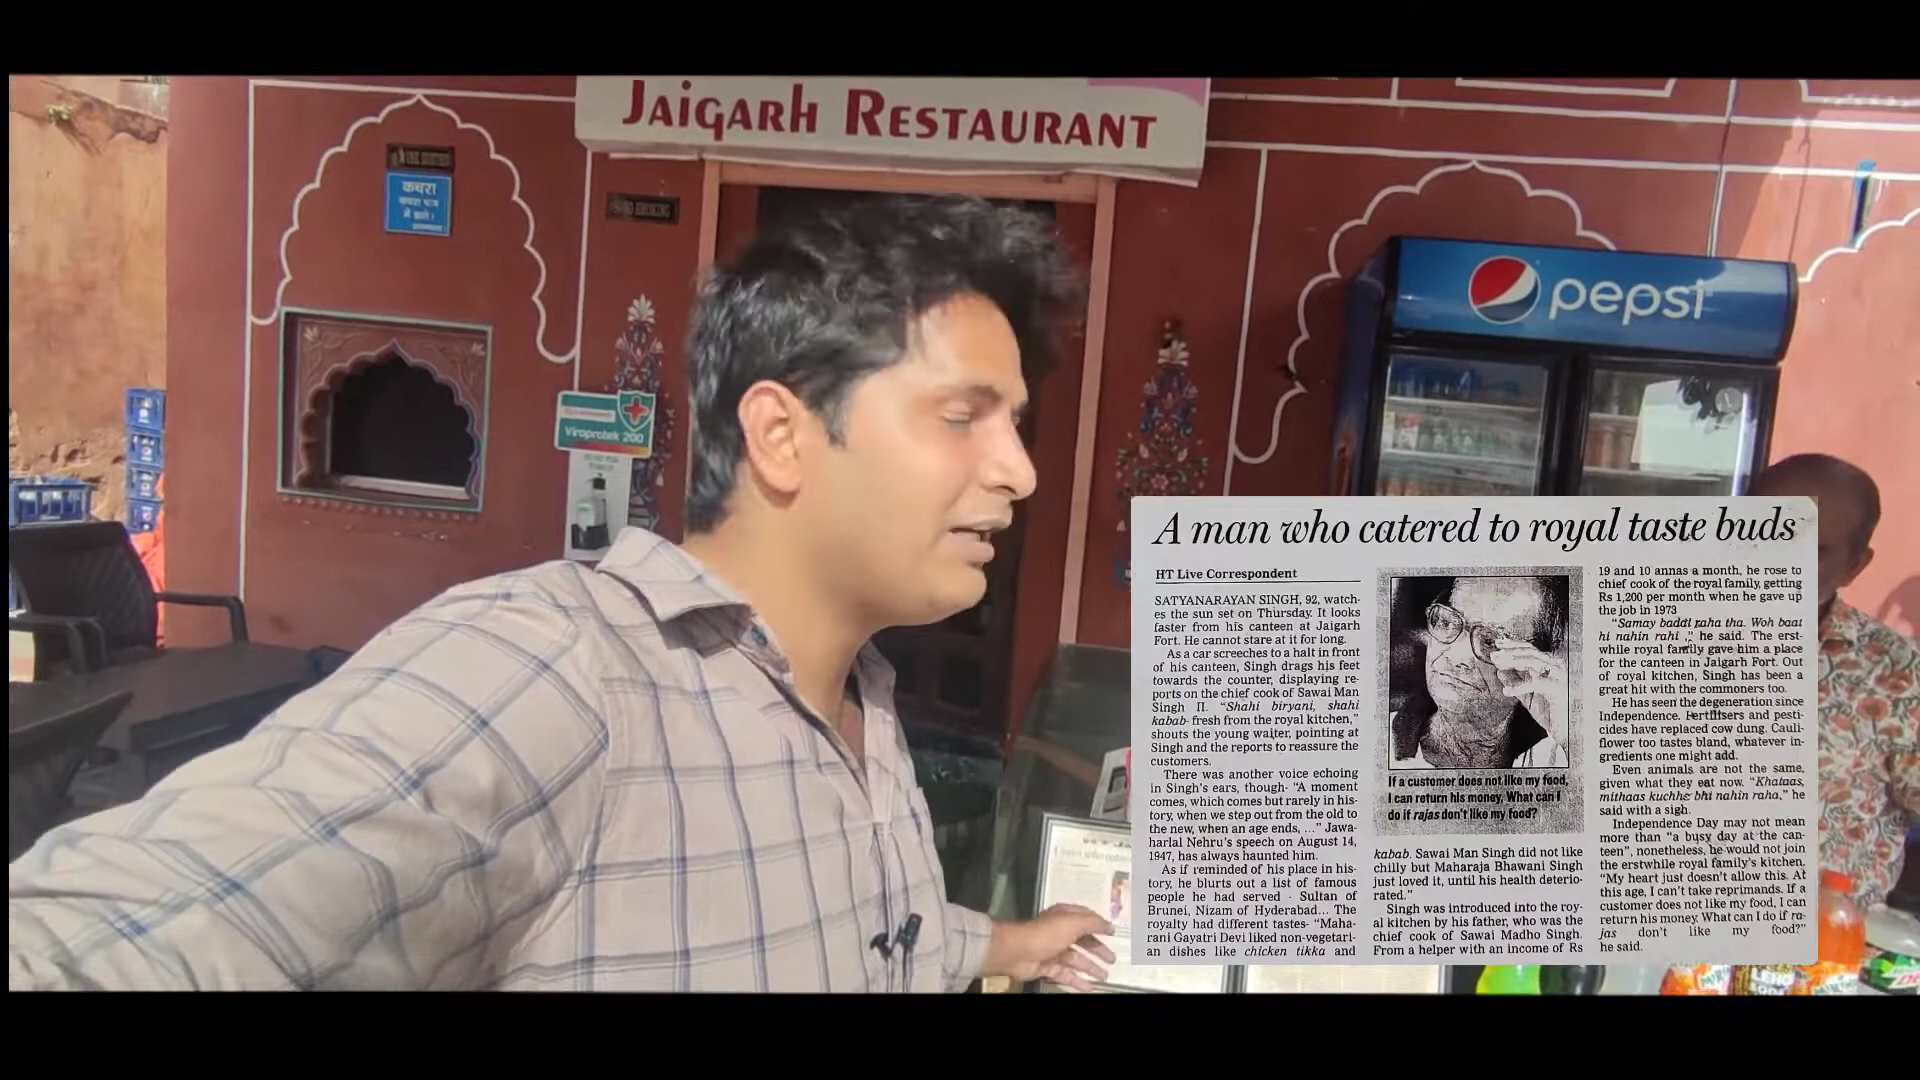 JAIGARH RESTAURANT
कचरा
NO SMOKING
pepsi
Viroprotek 200
A man who catered to royal taste buds
HT Live Correspondent
SATYANARAYAN SINGH, 92, watch-
es the sun set on Thursday. It looks
faster from his canteen at Jaigarh
Fort. He cannot stare at it for long.
As a car screeches to a halt in front
of his canteen, Singh drags his feet
towards the counter, displaying re-
ports on the chief cook of Sawai Man
Singh II. "Shahi biryani, shahi
kabab- fresh from the royal kitchen,"
shouts the young waiter, pointing at
Singh and the reports to reassure the
customers.
There was another voice echoing
in Singh's ears, though- "A moment
comes, which comes but rarely in his-
tory, when we step out from the old to
the new, when an age ends, ..." Jawa-
harlal Nehru's speech on August 14,
1947, has always haunted him.
As if reminded of his place in his-
tory, he blurts out a list of famous
people he had served - Sultan of
Brunei, Nizam of Hyderabad... The
royalty had different tastes- "Maha-
rani Gayatri Devi liked non-vegetari-
an dishes like chicken tikka and
If a customer does not like my food,
I can return his money. What can I
do if rajas don't like my food?
kabab. Sawai Man Singh did not like
chilly but Maharaja Bhawani Singh
just loved it, until his health deterio-
rated."
Singh was introduced into the roy-
al kitchen by his father, who was the
chief cook of Sawai Madho Singh.
From a helper with an income of Rs
19 and 10 annas a month, he rose to
chief cook of the royal family, getting
Rs 1,200 per month when he gave up
the job in 1973
"Samay badal raha tha. Woh baat
hi nahin rahi ," he said. The erst-
while royal family gave him a place
for the canteen in Jaigarh Fort. Out
of royal kitchen, Singh has been a
great hit with the commoners too.
He has seen the degeneration since
Independence. Fertilisers and pesti-
cides have replaced cow dung. Cauli-
flower too tastes bland, whatever in-
gredients one might add.
Even animals are not the same,
given what they eat now. "Khataas,
mithaas kuchhe bhi nahin raha," he
said with a sigh.
Independence Day may not mean
more than "a busy day at the can-
teen", nonetheless, he would not join
the erstwhile royal family's kitchen.
"My heart just doesn't allow this. At
this age, I can't take reprimands. If a
customer does not like my food, I can
return his money. What can I do if ra-
jas don't like my food?"
he said.